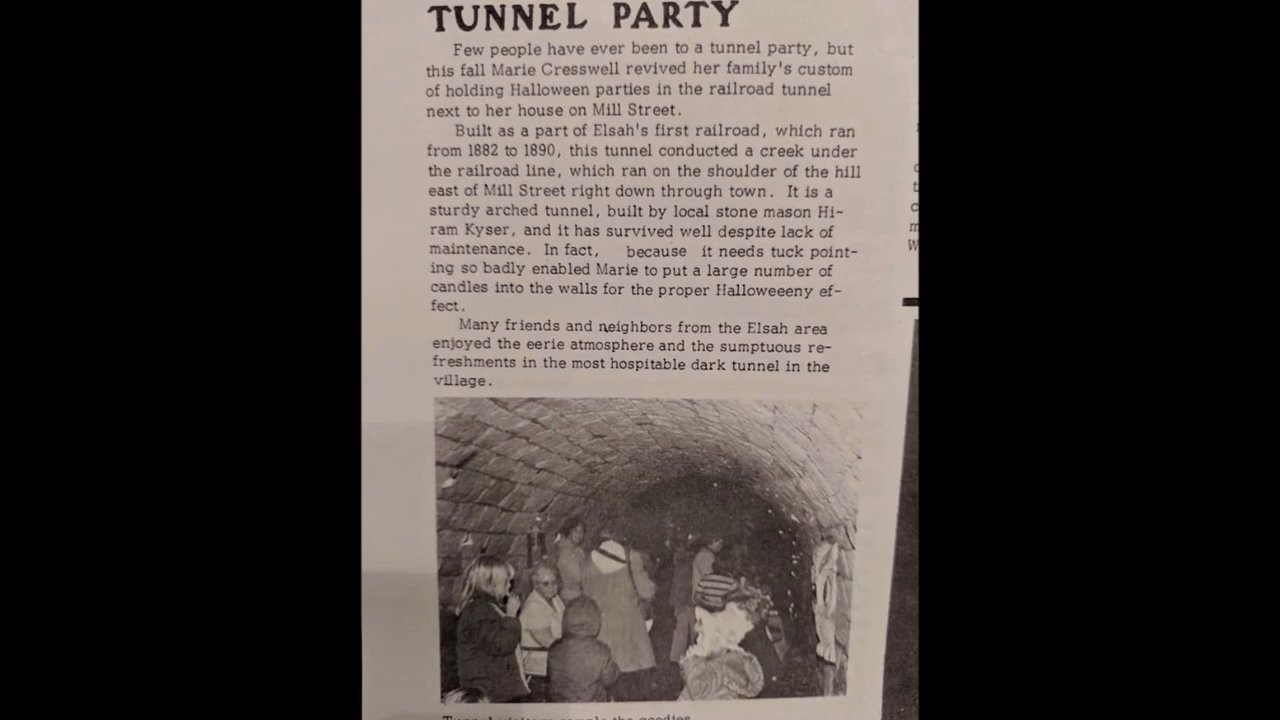 TUNNEL PARTY
Few people have ever been to a tunnel party, but
this fall Marie Cresswell revived her family's custom
of holding Halloween parties in the railroad tunnel
next to her house on Mill Street.
Built as a part of Elsah's first railroad, which ran
from 1882 to 1890, this tunnel conducted a creek under
the railroad line, which ran on the shoulder of the hill
east of Mill Street right down through town. It is a
sturdy arched tunnel, built by local stone mason Hi-
ram Kyser, and it has survived well despite lack of
maintenance. In fact, because it needs tuck point-
ing so badly enabled Marie to put a large number of
candles into the walls for the proper Halloweeeny ef-
fect.
Many friends and neighbors from the Elsah area
enjoyed the eerie atmosphere and the sumptuous re-
freshments in the most hospitable dark tunnel in the
village.
Tunnel visitors sample the goodies.